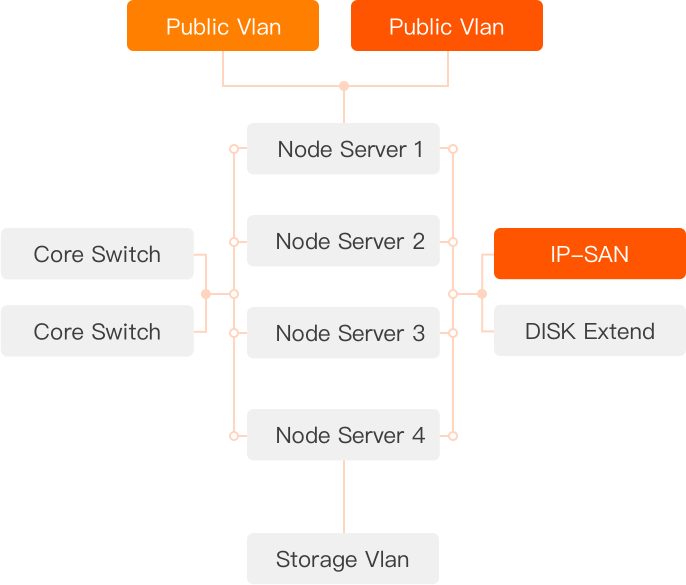 Public Vlan
Public Vlan
Node Server 1
Node Server 2
Core Switch
IP-SAN
Core Switch
Node Server 3
DISK Extend
Node Server 4
Storage Vlan